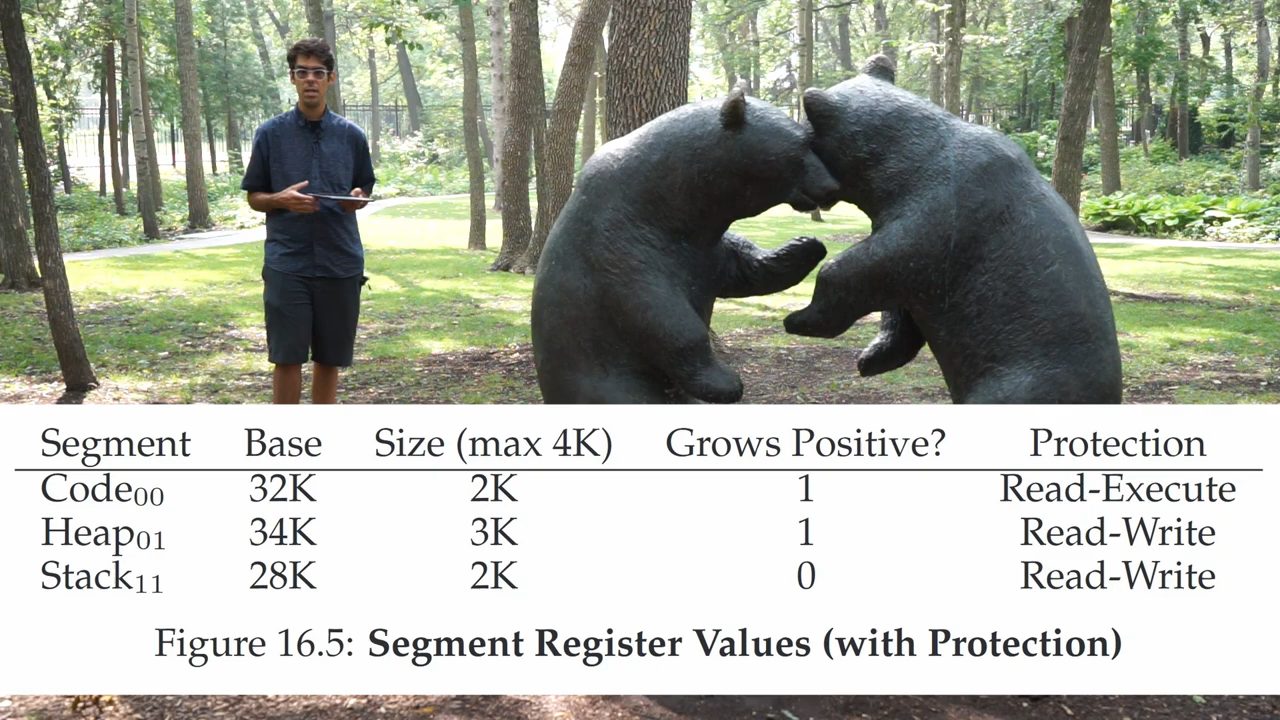 Segment Base Size (max 4K) Grows Positive? Protection
Code₀₀ 32K 2K 1 Read-Execute
Heap₀₁ 34K 3K 1 Read-Write
Stack₁₁ 28K 2K 0 Read-Write
Figure 16.5: Segment Register Values (with Protection)